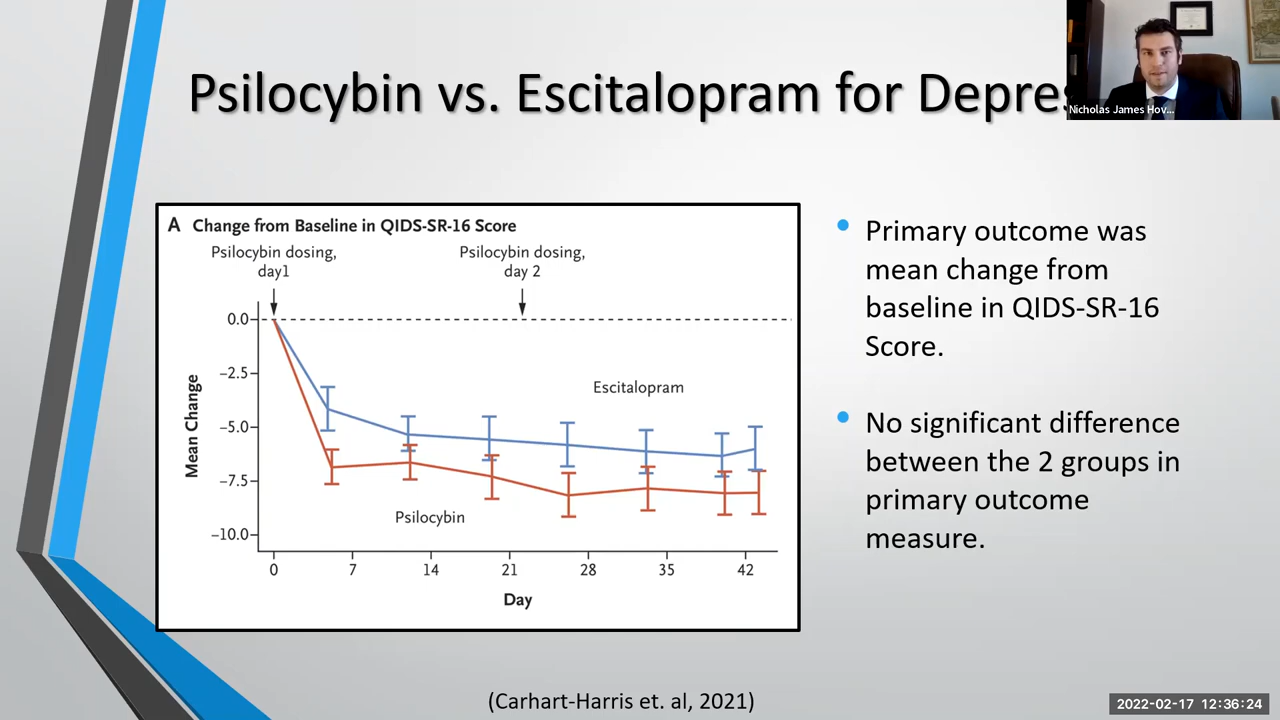 Psilocybin vs. Escitalopram for Depres
Nicholas James Hov...
A Change from Baseline in QIDS-SR-16 Score
Psilocybin dosing,
day1
Psilocybin dosing,
day 2
0.0
−2.5
−5.0
−7.5
−10.0
Mean Change
Escitalopram
Psilocybin
0 7 14 21 28 35 42
Day
Primary outcome was
mean change from
baseline in QIDS-SR-16
Score.
No significant difference
between the 2 groups in
primary outcome
measure.
(Carhart-Harris et. al, 2021)
2022-02-17 12:36:24